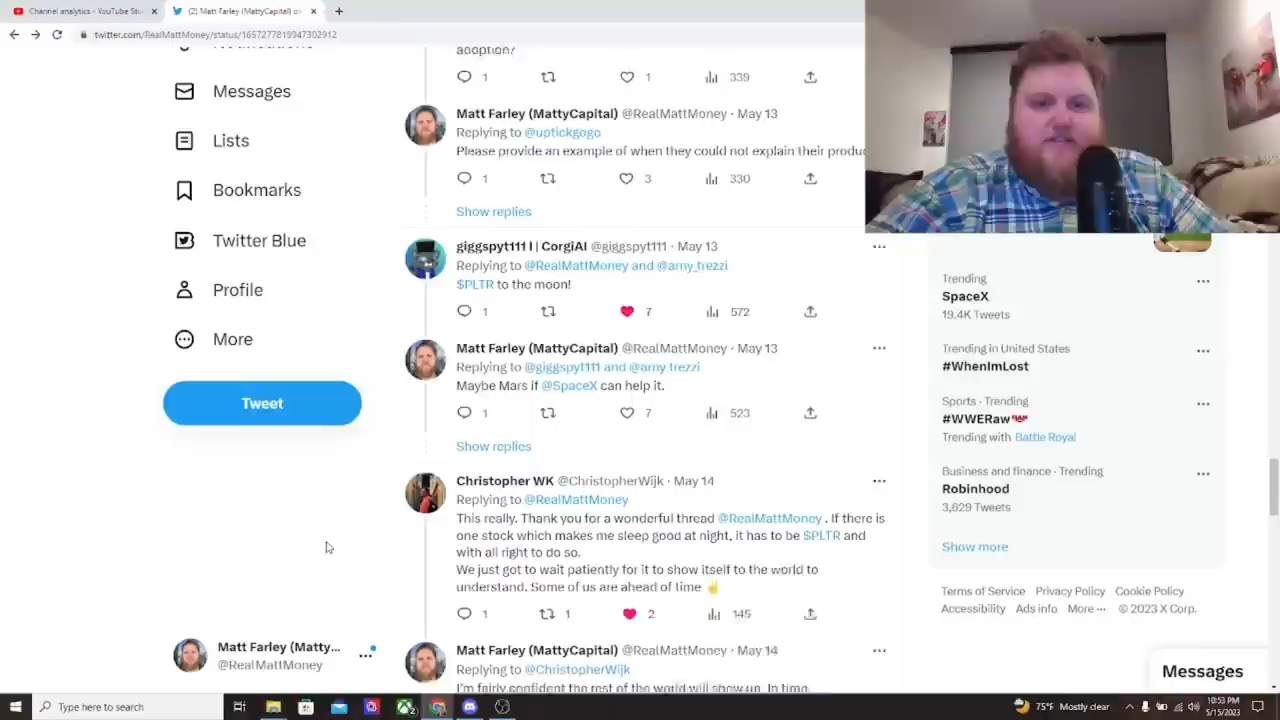 Channel analytics - YouTube Stu
(2) Matt Farley (MattyCapital) o
twitter.com/RealMattMoney/status/1657277819947302912
Messages
Lists
Bookmarks
Twitter Blue
Profile
More
Tweet
Matt Farley (Matty...
@RealMattMoney
adoption?
1 1 339
Matt Farley (MattyCapital) @RealMattMoney · May 13
Replying to @uptickgogo
Please provide an example of when they could not explain their produc
1 3 330
Show replies
giggspyt111 | | CorgiAI @giggspyt111 · May 13
Replying to @RealMattMoney and @amy_trezzi
$PLTR to the moon!
1 7 572
Matt Farley (MattyCapital) @RealMattMoney · May 13
Replying to @giggspyt111 and @amy_trezzi
Maybe Mars if @SpaceX can help it.
1 7 523
Show replies
Christopher WK @ChristopherWijk · May 14
Replying to @RealMattMoney
This really. Thank you for a wonderful thread @RealMattMoney . If there is
one stock which makes me sleep good at night, it has to be $PLTR and
with all right to do so.
We just got to wait patiently for it to show itself to the world to
understand. Some of us are ahead of time ✌
1 1 2 145
Matt Farley (MattyCapital) @RealMattMoney · May 14
Replying to @ChristopherWijk
I'm fairly confident the rest of the world will show up. In time.
Trending
SpaceX
19.4K Tweets
Trending in United States
#WhenImLost
Sports · Trending
#WWERaw
Trending with Battle Royal
Business and finance · Trending
Robinhood
3,629 Tweets
Show more
Terms of Service Privacy Policy Cookie Policy
Accessibility Ads info More ··· © 2023 X Corp.
Messages
Type here to search
75°F Mostly clear
10:53 PM
5/15/2023